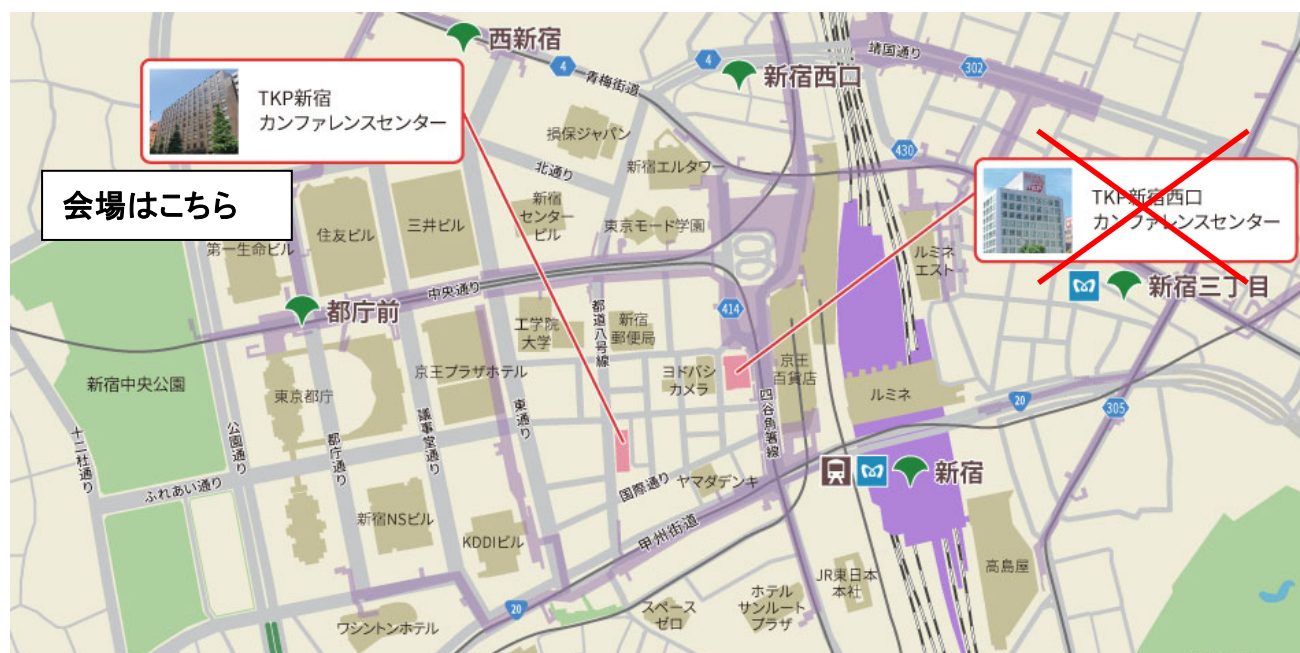 西新宿
4
青梅街道
4
新宿西口
靖国通り
302
TKP新宿
カンファレンスセンター
損保ジャパン
北通り
新宿エルタワー
430
TKP新宿西口
カンファレンスセンター
会場はこちら
第一生命ビル
住友ビル
三井ビル
新宿
センター
ビル
東京モード学園
ルミネ
エスト
新宿三丁目
都庁前
中央通り
工学院
大学
都道八号線
新宿
郵便局
414
新宿中央公園
東京都庁
京王プラザホテル
ヨドバシ
カメラ
京王
百貨店
ルミネ
20
305
十二社通り
公園通り
都庁通り
議事堂通り
東通り
四谷角筈線
ふれあい通り
国際通り
ヤマダデンキ
新宿
新宿NSビル
KDDIビル
甲州街道
高島屋
JR東日本
本社
20
ワシントンホテル
スペース
ゼロ
ホテル
サンルート
プラザ